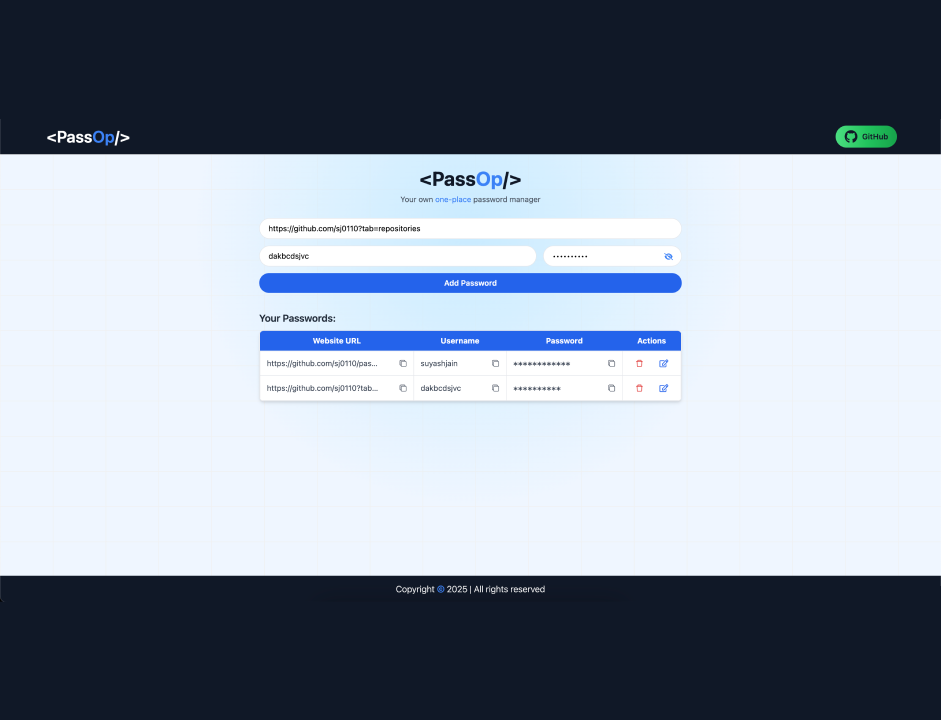 <PassOp/>
GitHub
<PassOp/>
Your own one-place password manager
https://github.com/sj0110?tab=repositories
dakbcdsjvc
••••••••••
Add Password
Your Passwords:
Website URL Username Password Actions
https://github.com/sj0110/pas... suyashjain ************
https://github.com/sj0110?tab... dakbcdsjvc **********
Copyright © 2025 | All rights reserved